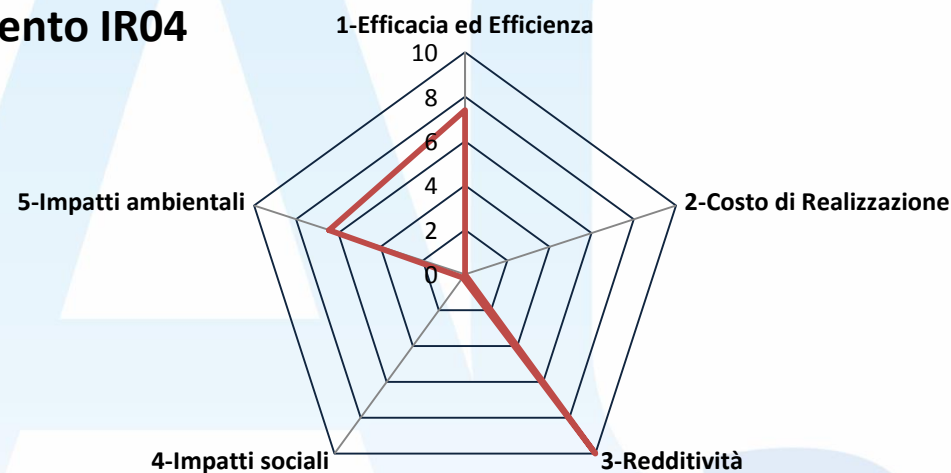 ento IR04
1-Efficacia ed Efficienza
10
8
6
4
2
0
5-Impatti ambientali
2-Costo di Realizzazione
4-Impatti sociali
3-Redditività